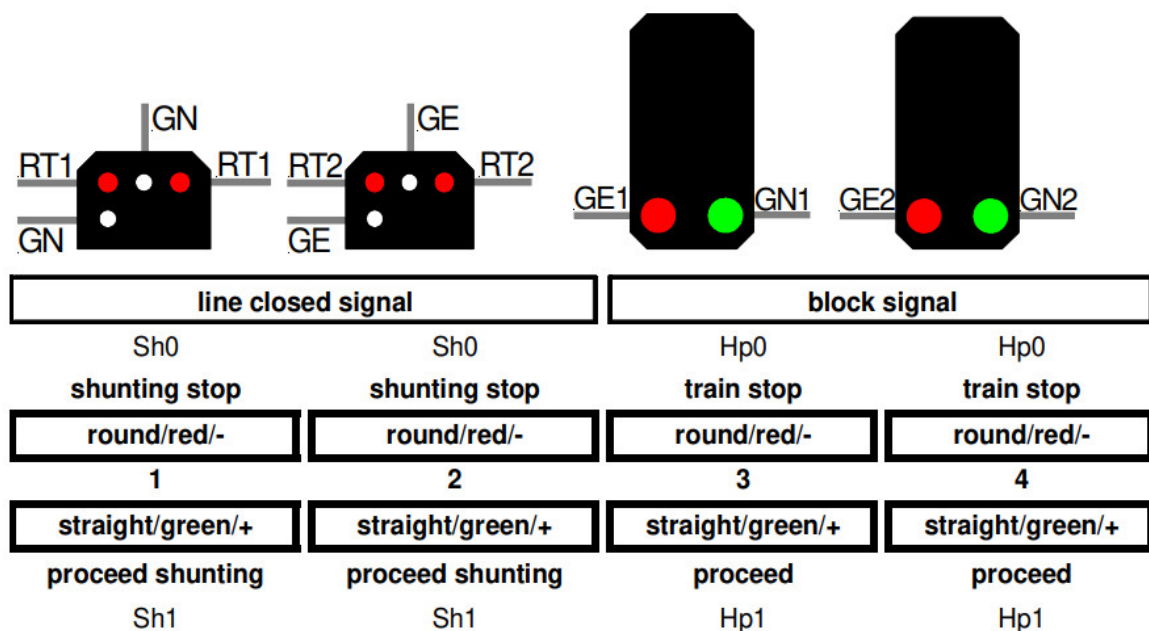 GN
GE
RT1
RT1
RT2
RT2
GE1
GN1
GE2
GN2
GN
GE
line closed signal
block signal
Sh0
Sh0
Hp0
Hp0
shunting stop
shunting stop
train stop
train stop
round/red/-
round/red/-
round/red/-
round/red/-
1
2
3
4
straight/green/+
straight/green/+
straight/green/+
straight/green/+
proceed shunting
proceed shunting
proceed
proceed
Sh1
Sh1
Hp1
Hp1